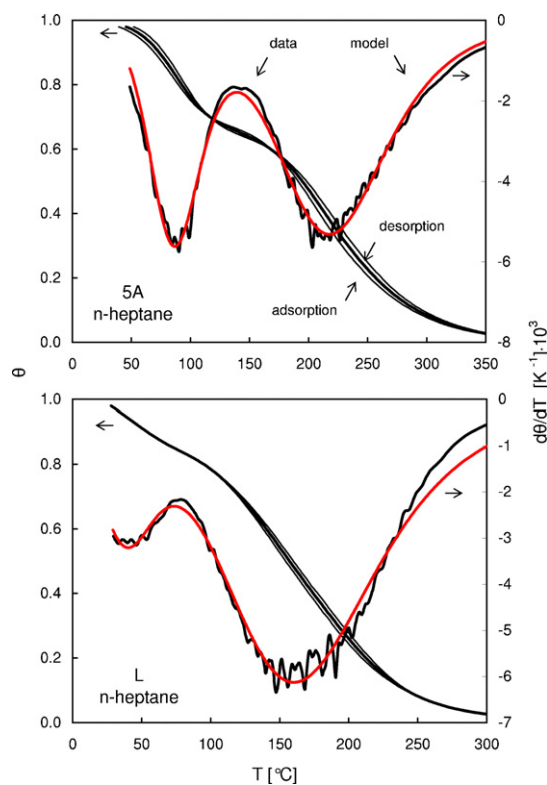 1.0
0.8
0.6
0.4
0.2
0.0
data
model
desorption
adsorption
5A
n-heptane
0
-2
-4
-6
-8
0 50 100 150 200 250 300 350
θ
dθ/dT [K⁻¹]·10³
1.0
0.8
0.6
0.4
0.2
0.0
L
n-heptane
0
-1
-2
-3
-4
-5
-6
-7
0 50 100 150 200 250 300
T [°C]